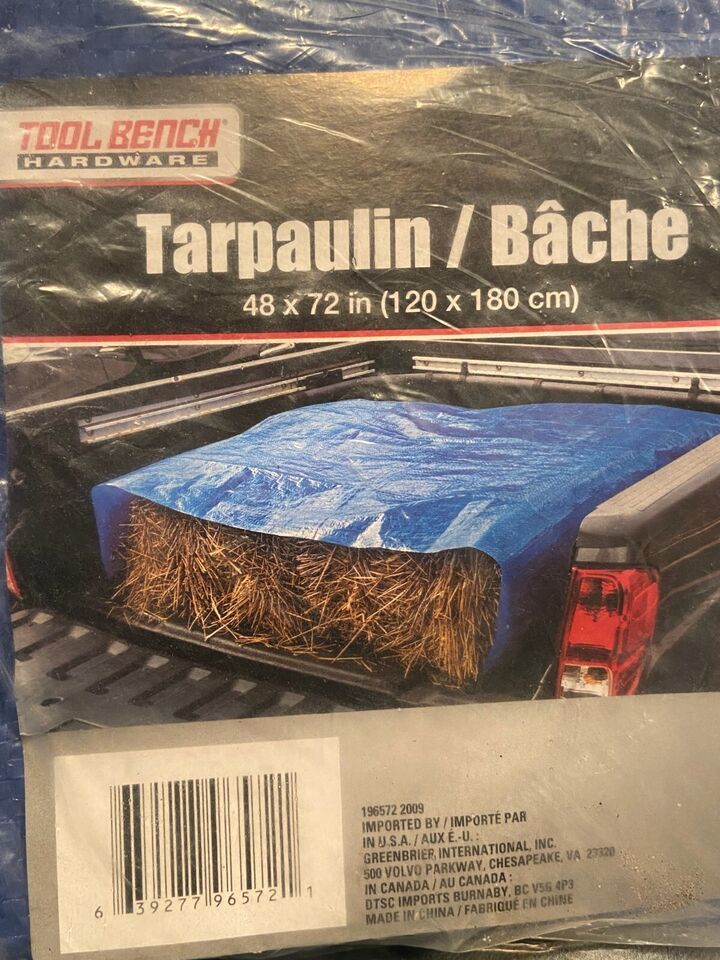 TOOL BENCH®
HARDWARE
Tarpaulin / Bâche
48 x 72 in (120 x 180 cm)
196572 2009
IMPORTED BY / IMPORTÉ PAR
IN U.S.A. / AUX É.-U. :
GREENBRIER INTERNATIONAL, INC.
500 VOLVO PARKWAY, CHESAPEAKE, VA 23320
IN CANADA / AU CANADA :
DTSC IMPORTS BURNABY, BC V5G 4P3
MADE IN CHINA / FABRIQUÉ EN CHINE
6 39277 96572 1